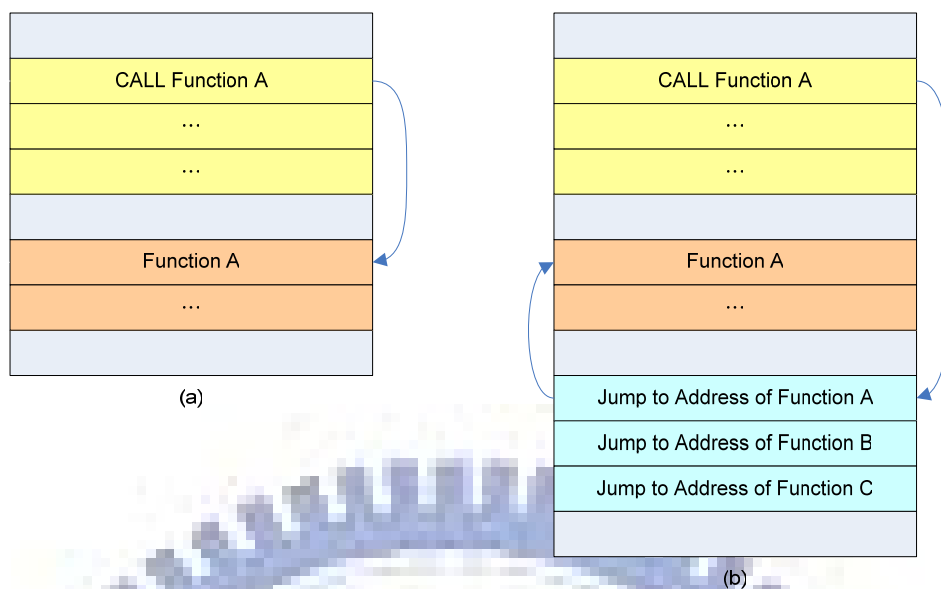 CALL Function A
...
...
Function A
...
(a)
CALL Function A
...
...
Function A
...
Jump to Address of Function A
Jump to Address of Function B
Jump to Address of Function C
(b)